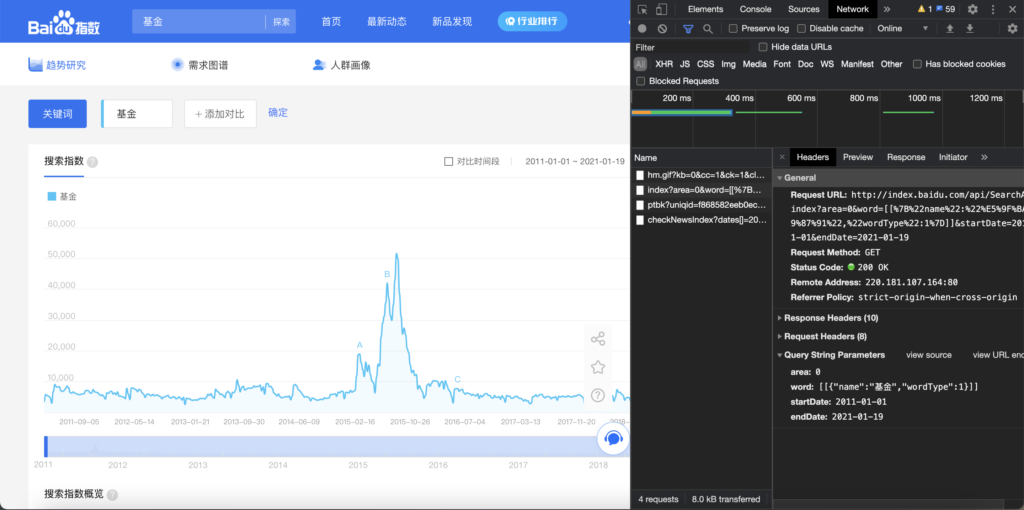 Bai du 指数
基金
探索
首页
最新动态
新品发现
行业排行
趋势研究
需求图谱
人群画像
关键词
基金
+ 添加对比
确定
搜索指数 ?
对比时间段
2011-01-01 ~ 2021-01-19
基金
60,000
50,000
40,000
30,000
20,000
10,000
A
B
C
2011-09-05 2012-05-14 2013-01-21 2013-09-30 2014-06-09 2015-02-16 2015-10-26 2016-07-04 2017-03-13 2017-11-20 2018-
2011 2012 2013 2014 2015 2016 2017 2018
搜索指数概览 ?
Elements Console Sources Network » 1 59
Preserve log Disable cache Online
Filter Hide data URLs
All XHR JS CSS Img Media Font Doc WS Manifest Other Has blocked cookies
Blocked Requests
200 ms 400 ms 600 ms 800 ms 1000 ms 1200 ms
Name
hm.gif?kb=0&cc=1&ck=1&cl...
index?area=0&word=[[%7B...
ptbk?uniqid=f868582eeb0ec...
checkNewsIndex?dates[]=20...
× Headers Preview Response Initiator »
General
Request URL: http://index.baidu.com/api/SearchA
index?area=0&word=[[%7B%22name%22:%22%E5%9F%BA
9%87%91%22,%22wordType%22:1%7D]]&startDate=201
1-01&endDate=2021-01-19
Request Method: GET
Status Code: 200 OK
Remote Address: 220.181.107.164:80
Referrer Policy: strict-origin-when-cross-origin
Response Headers (10)
Request Headers (8)
Query String Parameters view source view URL enc
area: 0
word: [[{"name":"基金","wordType":1}]]
startDate: 2011-01-01
endDate: 2021-01-19
4 requests 8.0 kB transferred